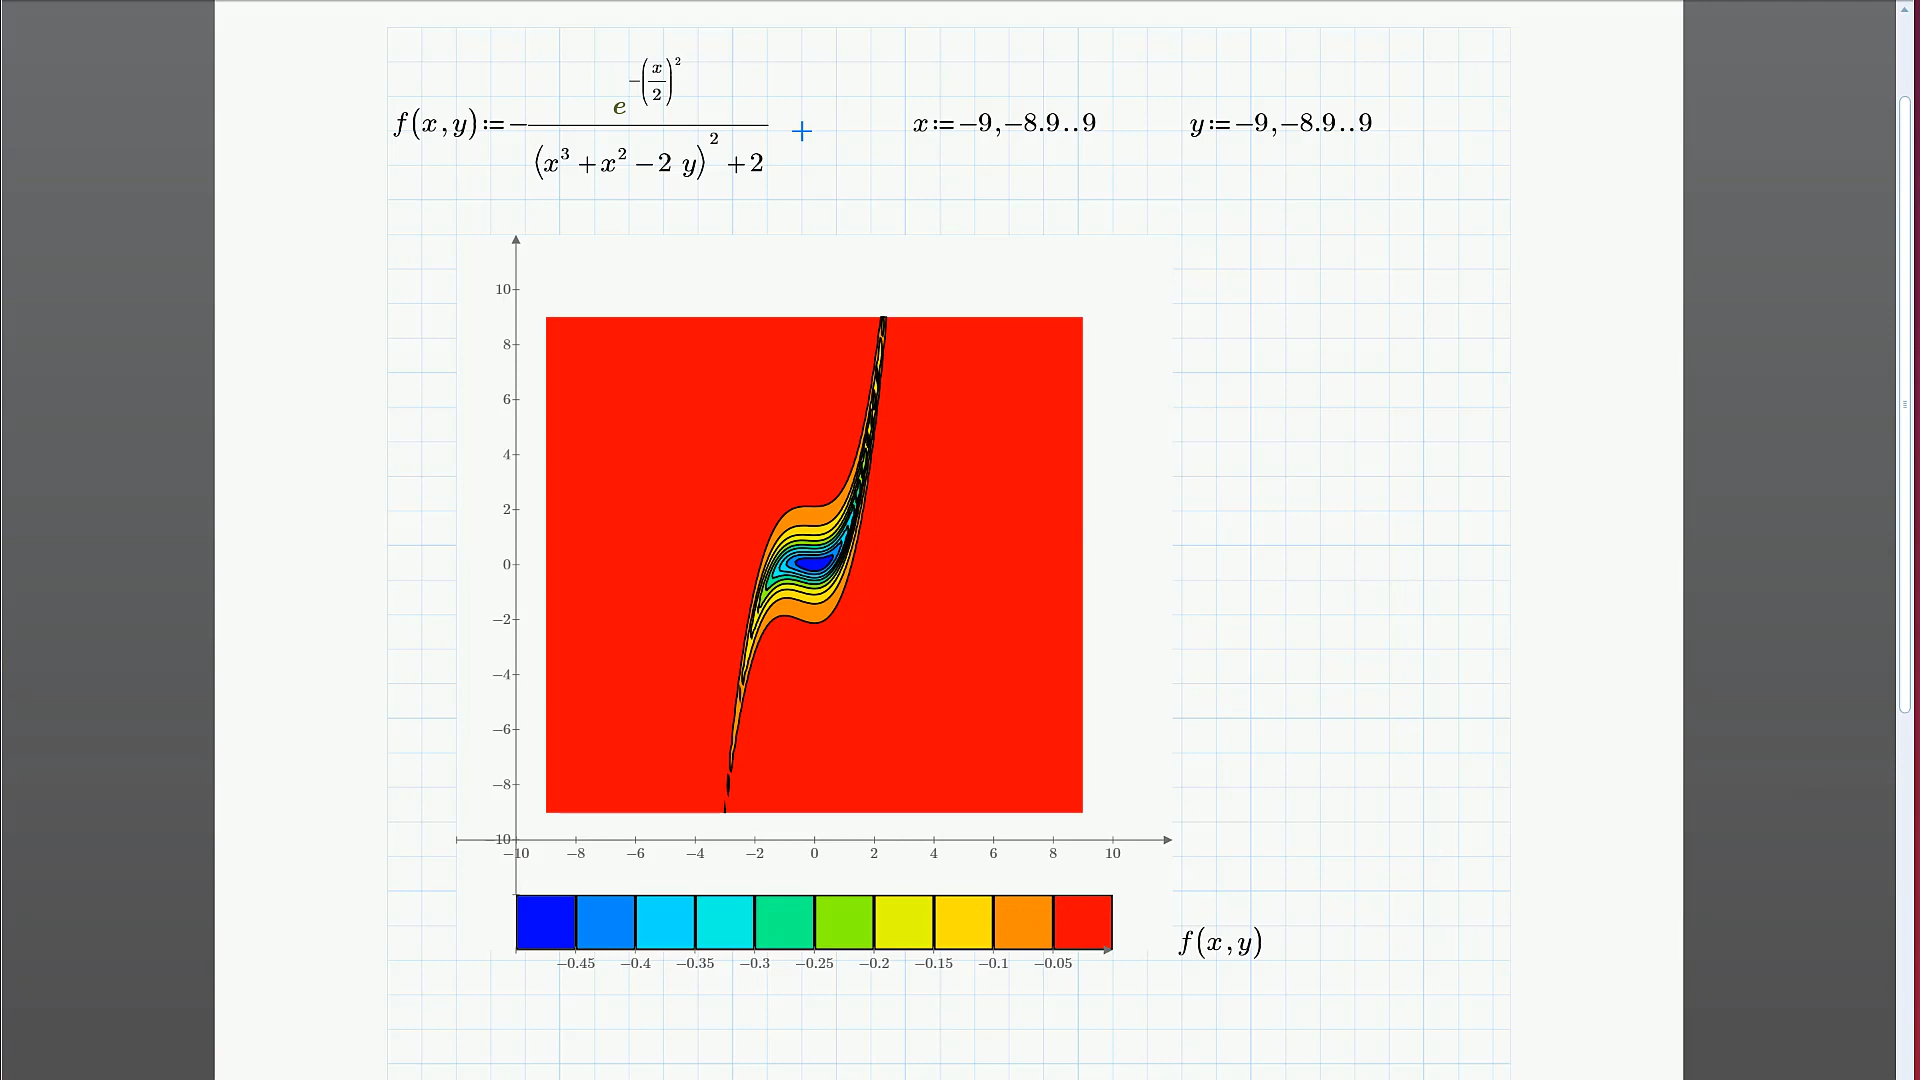 f(x,y):=-e^(-(x/2)^2)/((x^3+x^2-2 y)^2+2)   x:=-9,-8.9..9   y:=-9,-8.9..9
10
8
6
4
2
0
−2
−4
−6
−8
−10
−10 −8 −6 −4 −2 0 2 4 6 8 10
f(x,y)
−0.45 −0.4 −0.35 −0.3 −0.25 −0.2 −0.15 −0.1 −0.05